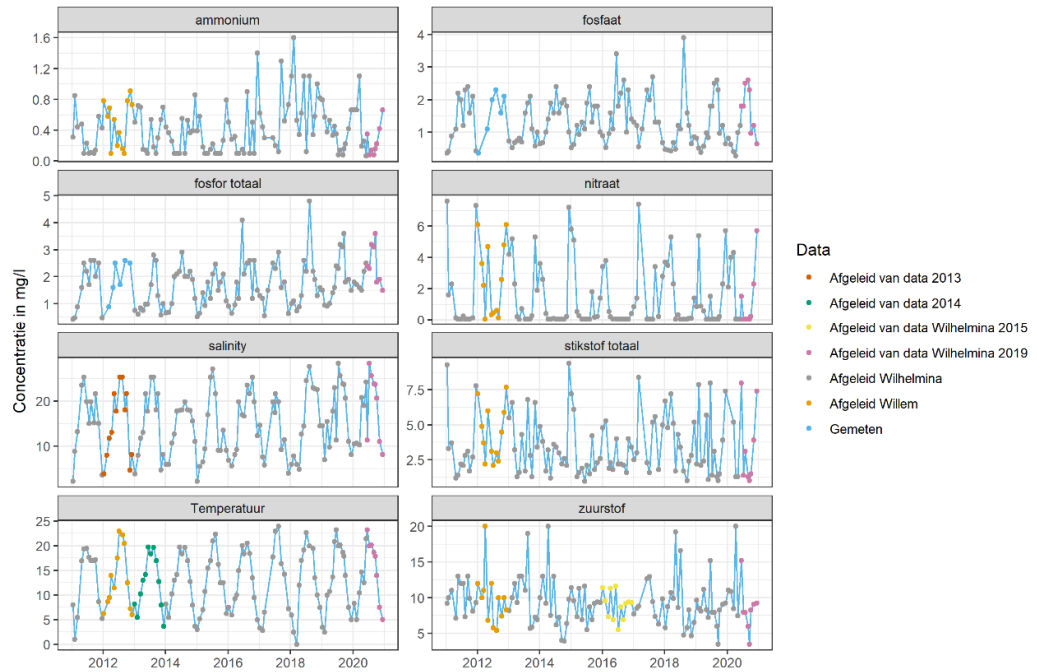 ammonium
fosfaat
1.6
1.2
0.8
0.4
0.0
4
3
2
1
fosfor totaal
nitraat
5
4
3
2
1
6
4
2
0
Concentratie in mg/l
salinity
stikstof totaal
20
10
7.5
5.0
2.5
Temperatuur
zuurstof
25
20
15
10
5
0
20
15
10
5
2012 2014 2016 2018 2020
2012 2014 2016 2018 2020
Data
Afgeleid van data 2013
Afgeleid van data 2014
Afgeleid van data Wilhelmina 2015
Afgeleid van data Wilhelmina 2019
Afgeleid Wilhelmina
Afgeleid Willem
Gemeten